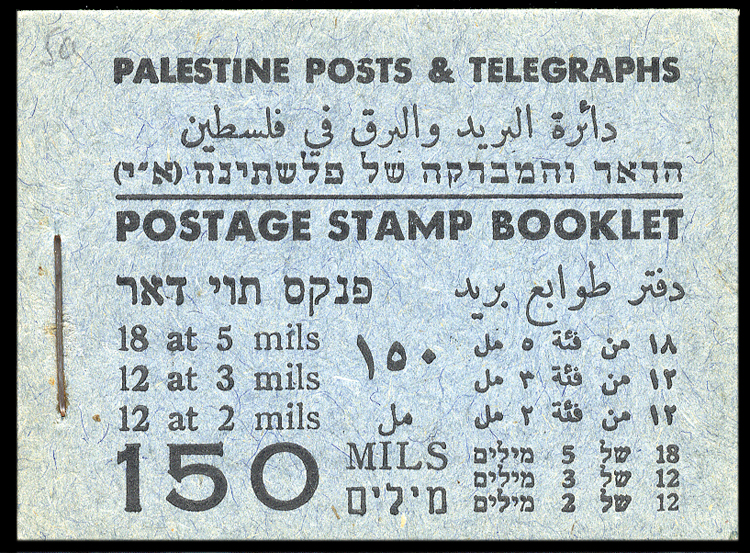 50
PALESTINE POSTS & TELEGRAPHS
دائرة البريد والبرق في فلسطين
הדאר והמברקה של פלשתינה (א״י)
POSTAGE STAMP BOOKLET
פנקס תוי דאר
دفتر طوابع بريد
18 at 5 mils
12 at 3 mils
12 at 2 mils
١٥٠
مل
١٨ من فئة ٥ مل
١٢ من فئة ٣ مل
١٢ من فئة ٢ مل
150
MILS
מילים
18 של 5 מילים
12 של 3 מילים
12 של 2 מילים